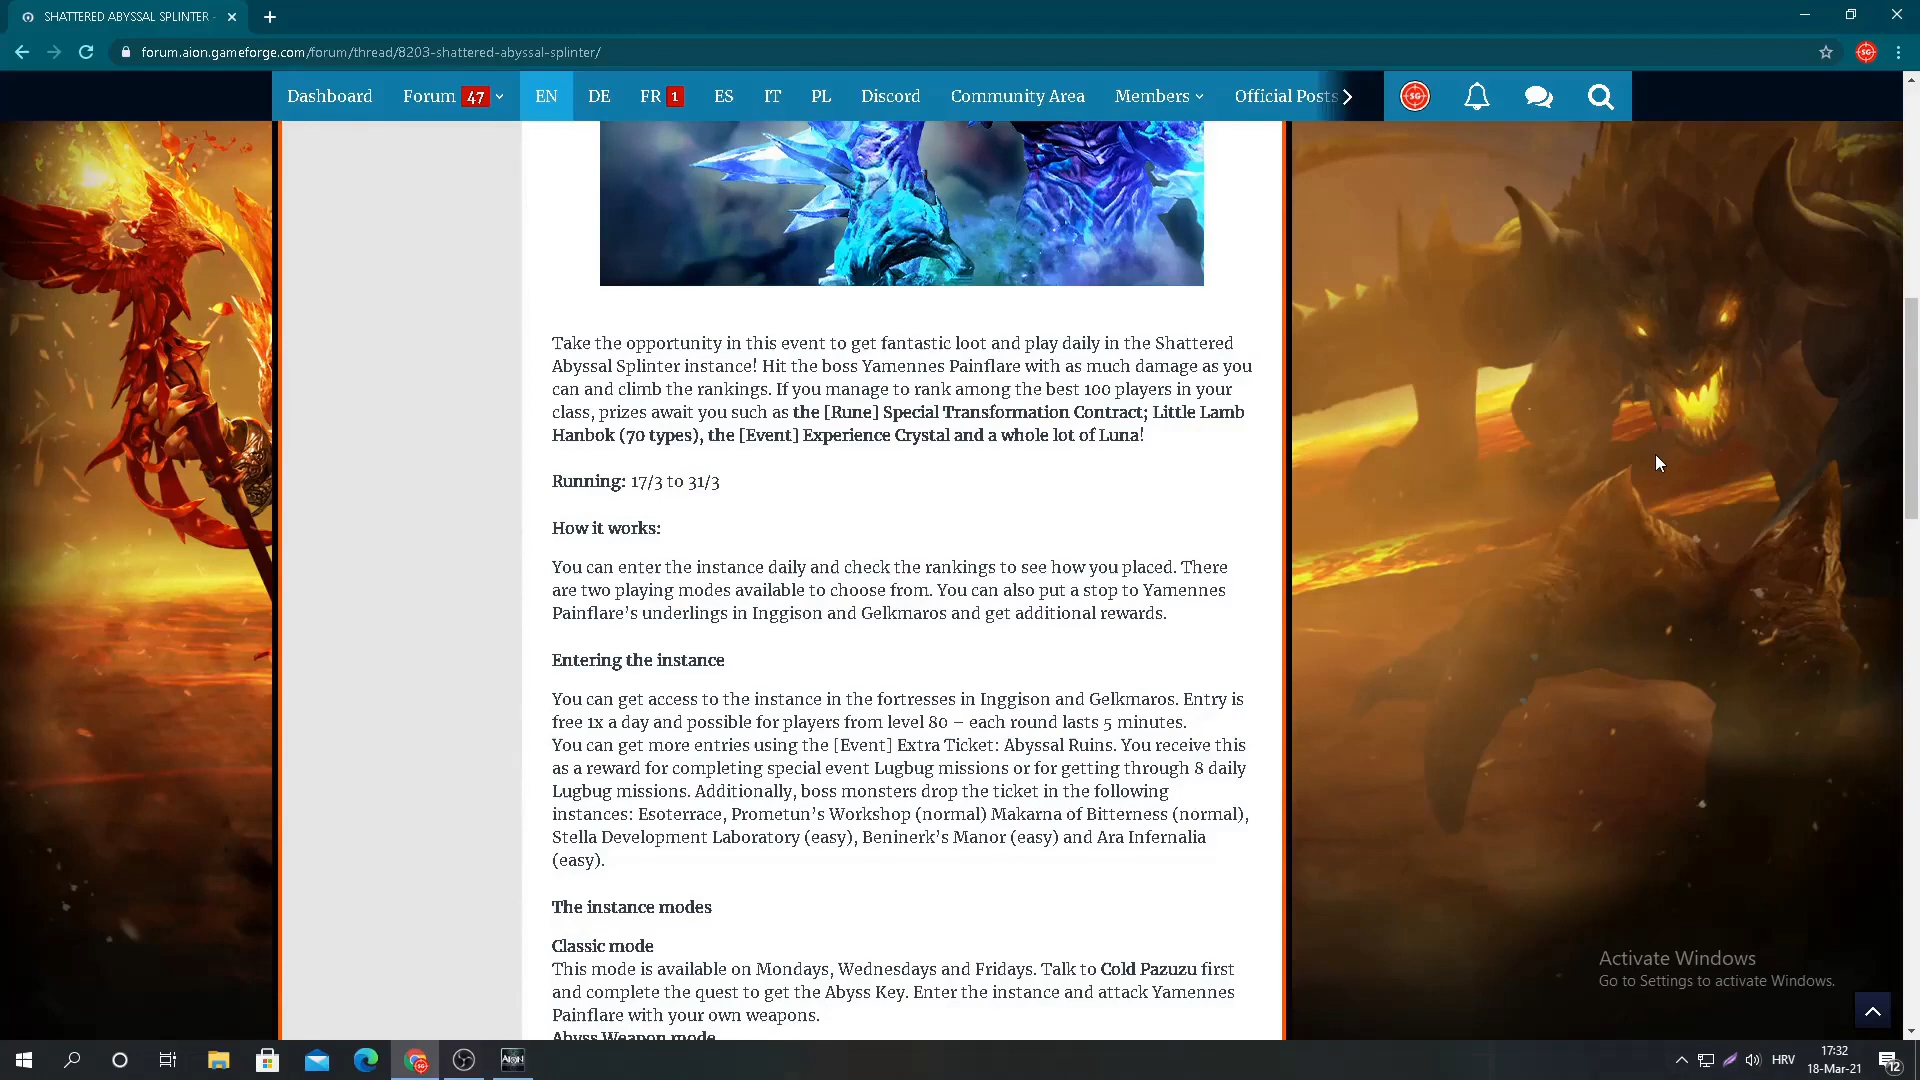 SHATTERED ABYSSAL SPLINTER -
forum.aion.gameforge.com/forum/thread/8203-shattered-abyssal-splinter/
SG
Dashboard Forum 47 EN DE FR 1 ES IT PL Discord Community Area Members Official Posts
SG
Take the opportunity in this event to get fantastic loot and play daily in the Shattered
Abyssal Splinter instance! Hit the boss Yamennes Painflare with as much damage as you
can and climb the rankings. If you manage to rank among the best 100 players in your
class, prizes await you such as the [Rune] Special Transformation Contract; Little Lamb
Hanbok (70 types), the [Event] Experience Crystal and a whole lot of Luna!
Running: 17/3 to 31/3
How it works:
You can enter the instance daily and check the rankings to see how you placed. There
are two playing modes available to choose from. You can also put a stop to Yamennes
Painflare’s underlings in Inggison and Gelkmaros and get additional rewards.
Entering the instance
You can get access to the instance in the fortresses in Inggison and Gelkmaros. Entry is
free 1x a day and possible for players from level 80 – each round lasts 5 minutes.
You can get more entries using the [Event] Extra Ticket: Abyssal Ruins. You receive this
as a reward for completing special event Lugbug missions or for getting through 8 daily
Lugbug missions. Additionally, boss monsters drop the ticket in the following
instances: Esoterrace, Prometun’s Workshop (normal) Makarna of Bitterness (normal),
Stella Development Laboratory (easy), Beninerk’s Manor (easy) and Ara Infernalia
(easy).
The instance modes
Classic mode
This mode is available on Mondays, Wednesdays and Fridays. Talk to Cold Pazuzu first
and complete the quest to get the Abyss Key. Enter the instance and attack Yamennes
Painflare with your own weapons.
Abyss Weapon mode
Activate Windows
Go to Settings to activate Windows.
AION
HRV
17:32
18-Mar-21
12